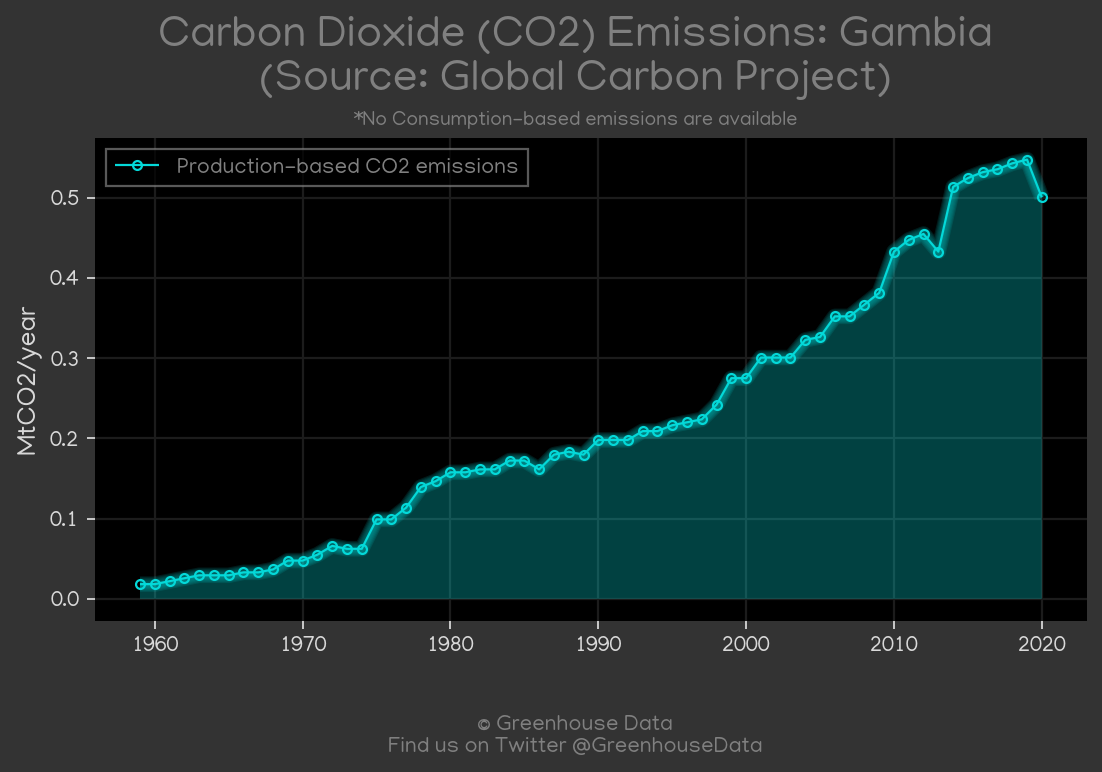 Carbon Dioxide (CO2) Emissions: Gambia
(Source: Global Carbon Project)
*No Consumption-based emissions are available
Production-based CO2 emissions
MtCO2/year
0.5
0.4
0.3
0.2
0.1
0.0
1960 1970 1980 1990 2000 2010 2020
© Greenhouse Data
Find us on Twitter @GreenhouseData